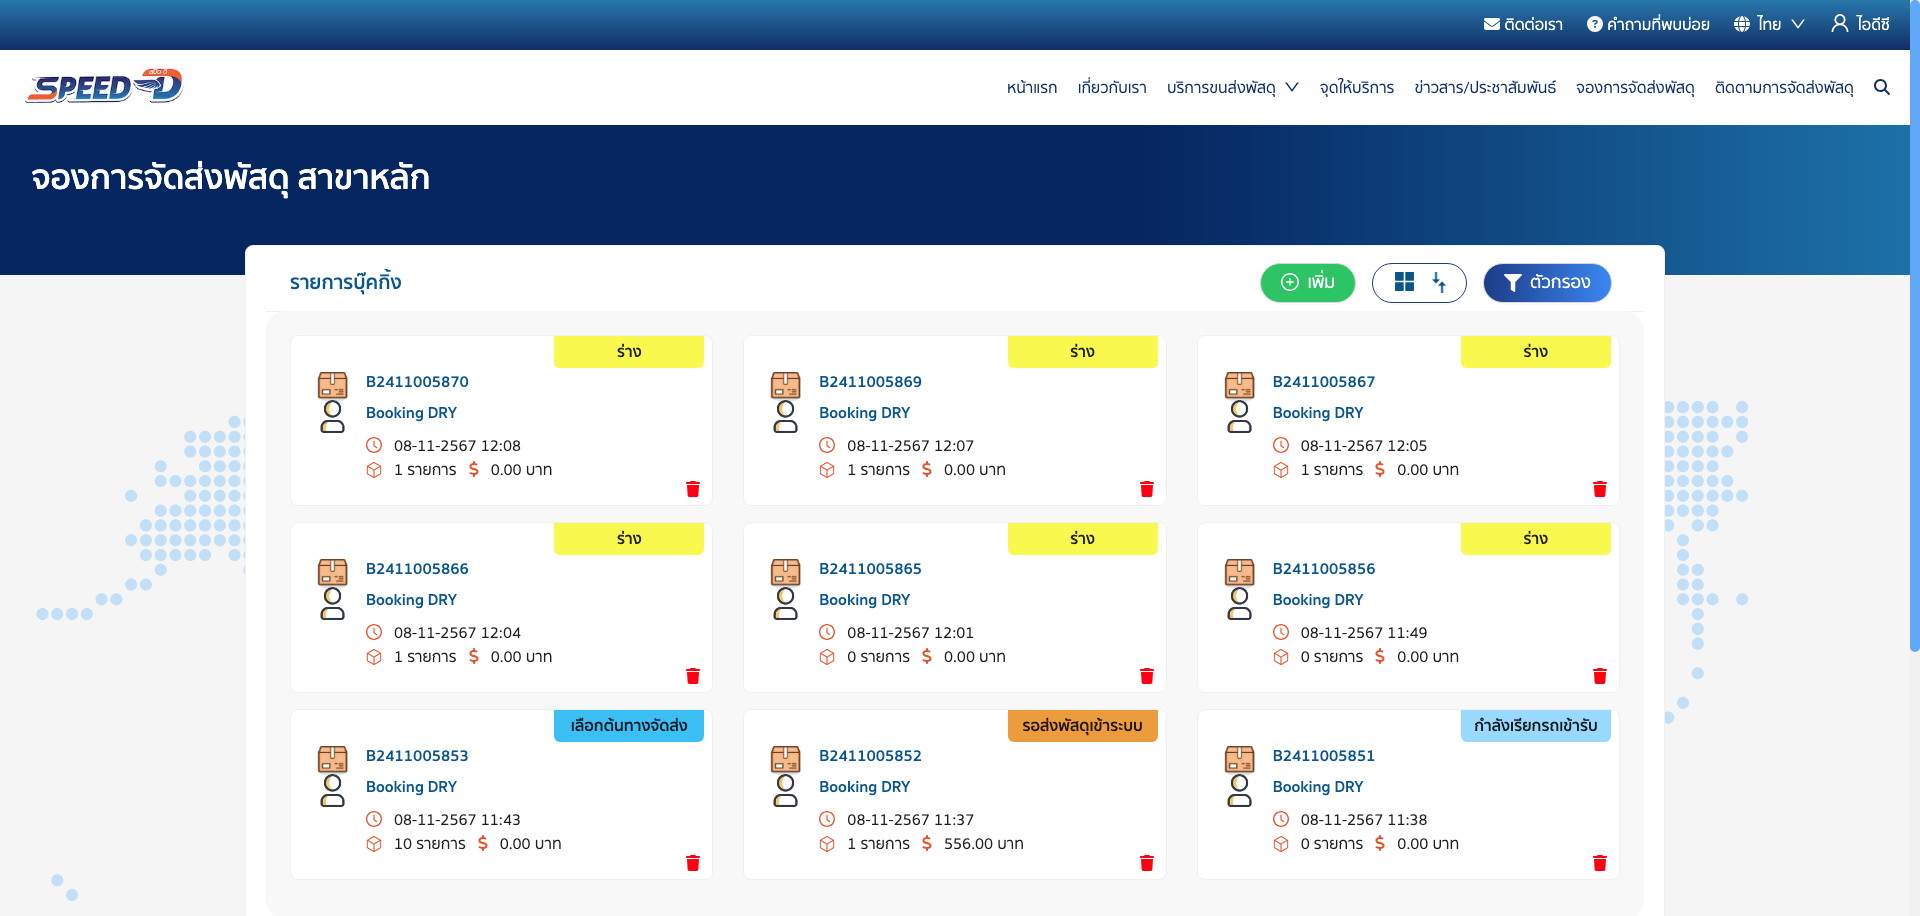 ติดต่อเรา คำถามที่พบบ่อย ไทย ไอดีซี
สปีด-ดี
SPEED-D
หน้าแรก เกี่ยวกับเรา บริการขนส่งพัสดุ จุดให้บริการ ข่าวสาร/ประชาสัมพันธ์ จองการจัดส่งพัสดุ ติดตามการจัดส่งพัสดุ
จองการจัดส่งพัสดุ สาขาหลัก
รายการบุ๊คกิ้ง เพิ่ม ตัวกรอง
ร่าง
B2411005870
Booking DRY
08-11-2567 12:08
1 รายการ $ 0.00 บาท
ร่าง
B2411005869
Booking DRY
08-11-2567 12:07
1 รายการ $ 0.00 บาท
ร่าง
B2411005867
Booking DRY
08-11-2567 12:05
1 รายการ $ 0.00 บาท
ร่าง
B2411005866
Booking DRY
08-11-2567 12:04
1 รายการ $ 0.00 บาท
ร่าง
B2411005865
Booking DRY
08-11-2567 12:01
0 รายการ $ 0.00 บาท
ร่าง
B2411005856
Booking DRY
08-11-2567 11:49
0 รายการ $ 0.00 บาท
เลือกต้นทางจัดส่ง
B2411005853
Booking DRY
08-11-2567 11:43
10 รายการ $ 0.00 บาท
รอส่งพัสดุเข้าระบบ
B2411005852
Booking DRY
08-11-2567 11:37
1 รายการ $ 556.00 บาท
กำลังเรียกรถเข้ารับ
B2411005851
Booking DRY
08-11-2567 11:38
0 รายการ $ 0.00 บาท